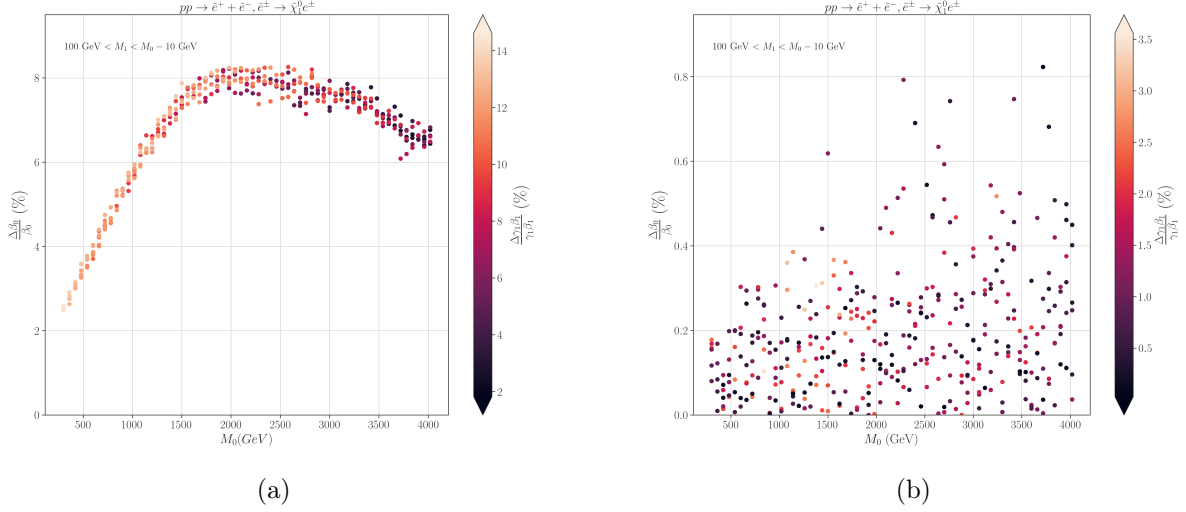 pp → ẽ⁺ + ẽ⁻, ẽ± → χ̃₁⁰e±
100 GeV < M₁ < M₀ − 10 GeV
8
6
4
2
0
Δβ₀/β₀ (%)
500 1000 1500 2000 2500 3000 3500 4000
M₀(GeV)
14
12
10
8
6
4
2
Δγ₁β₁/γ₁β₁ (%)
(a)
pp → ẽ⁺ + ẽ⁻, ẽ± → χ̃₁⁰e±
100 GeV < M₁ < M₀ − 10 GeV
0.8
0.6
0.4
0.2
0.0
Δβ₀/β₀ (%)
500 1000 1500 2000 2500 3000 3500 4000
M₀ (GeV)
3.5
3.0
2.5
2.0
1.5
1.0
0.5
Δγ₁β₁/γ₁β₁ (%)
(b)